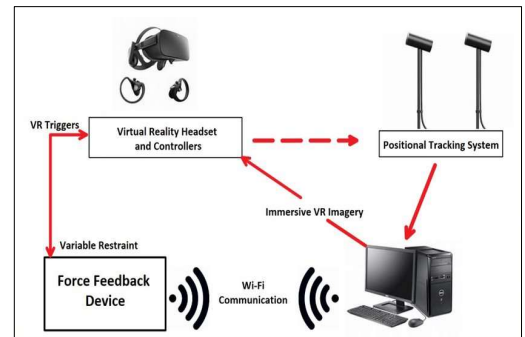 VR Triggers
Virtual Reality Headset
and Controllers
Positional Tracking System
Immersive VR Imagery
Variable Restraint
Force Feedback
Device
Wi-Fi
Communication